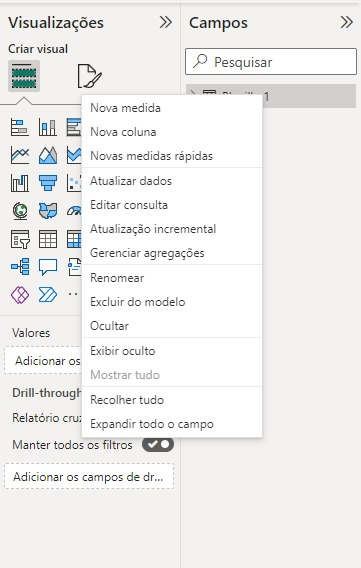 Visualizações
Campos
Criar visual
Pesquisar
Nova medida
Nova coluna
Novas medidas rápidas
Atualizar dados
Editar consulta
Atualização incremental
Gerenciar agregações
Renomear
Excluir do modelo
Ocultar
Exibir oculto
Mostrar tudo
Recolher tudo
Expandir todo o campo
Valores
Adicionar os
Drill-through
Relatório cruz
Manter todos os filtros
Adicionar os campos de dr...